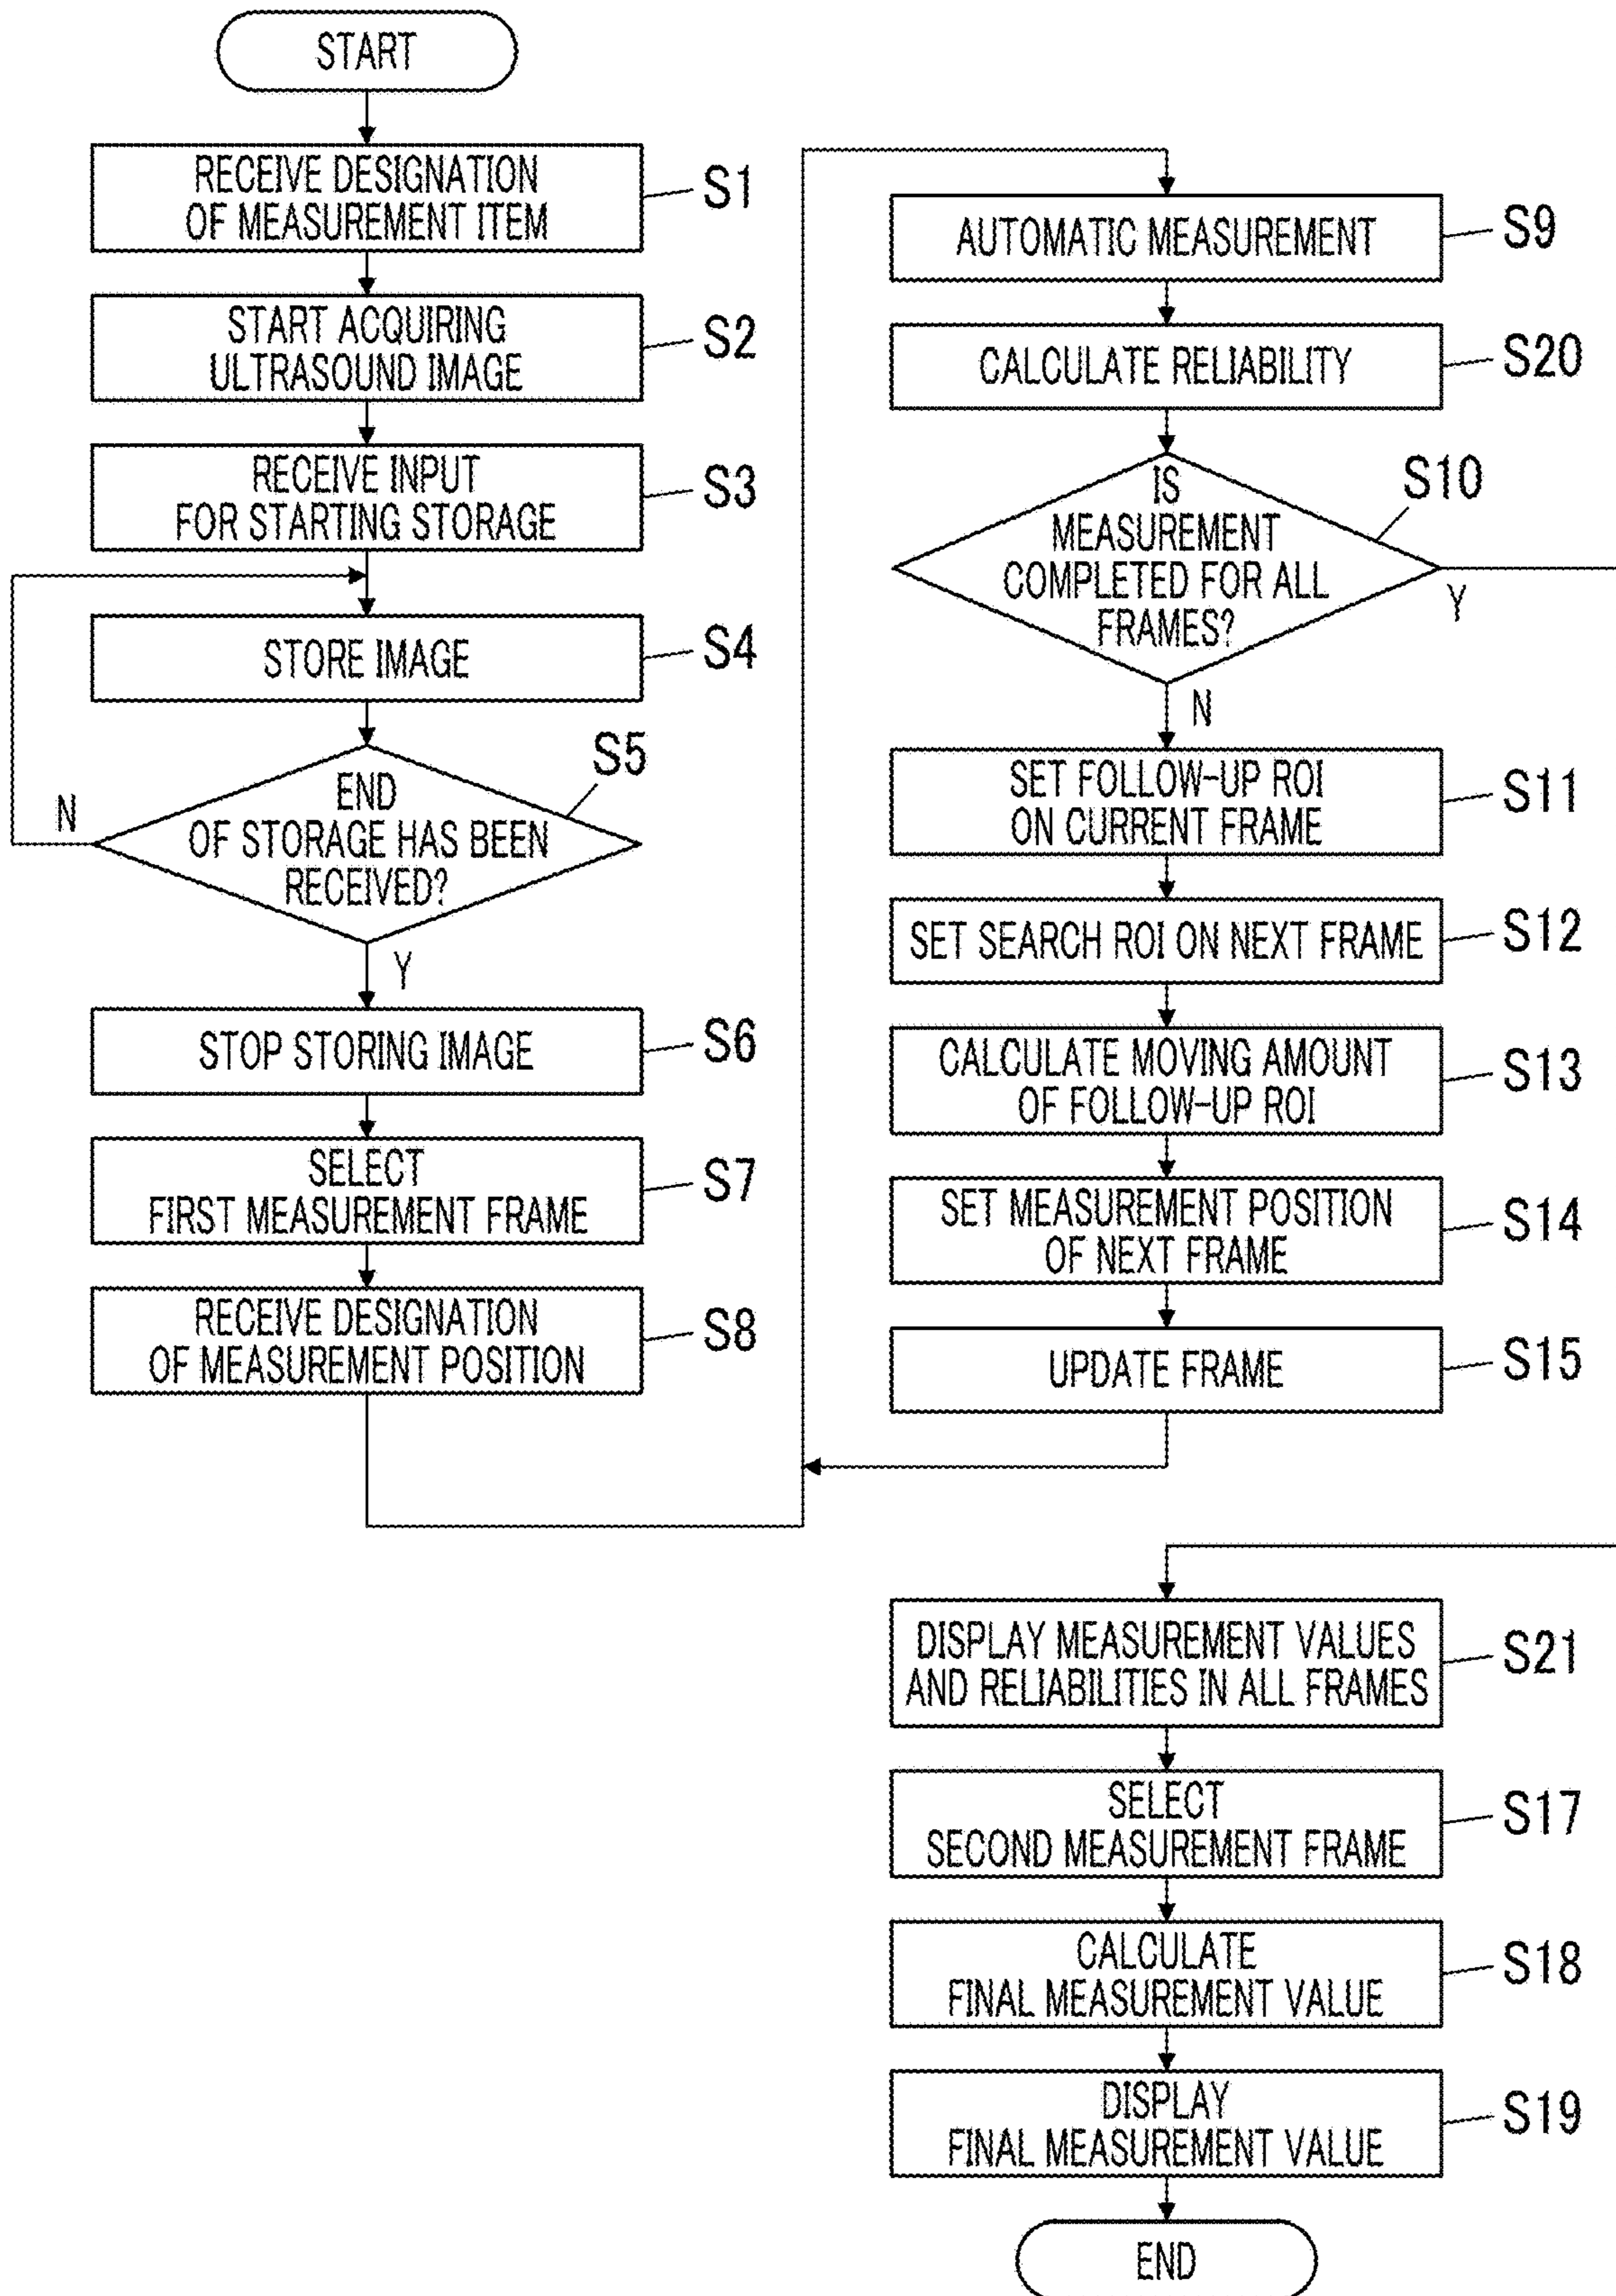 START
RECEIVE DESIGNATION
OF MEASUREMENT ITEM
S1
START ACQUIRING
ULTRASOUND IMAGE
S2
RECEIVE INPUT
FOR STARTING STORAGE
S3
STORE IMAGE
S4
END
OF STORAGE HAS BEEN
RECEIVED?
S5
N
Y
STOP STORING IMAGE
S6
SELECT
FIRST MEASUREMENT FRAME
S7
RECEIVE DESIGNATION
OF MEASUREMENT POSITION
S8
AUTOMATIC MEASUREMENT
S9
CALCULATE RELIABILITY
S20
IS
MEASUREMENT
COMPLETED FOR ALL
FRAMES?
S10
Y
N
SET FOLLOW-UP ROI
ON CURRENT FRAME
S11
SET SEARCH ROI ON NEXT FRAME
S12
CALCULATE MOVING AMOUNT
OF FOLLOW-UP ROI
S13
SET MEASUREMENT POSITION
OF NEXT FRAME
S14
UPDATE FRAME
S15
DISPLAY MEASUREMENT VALUES
AND RELIABILITIES IN ALL FRAMES
S21
SELECT
SECOND MEASUREMENT FRAME
S17
CALCULATE
FINAL MEASUREMENT VALUE
S18
DISPLAY
FINAL MEASUREMENT VALUE
S19
END